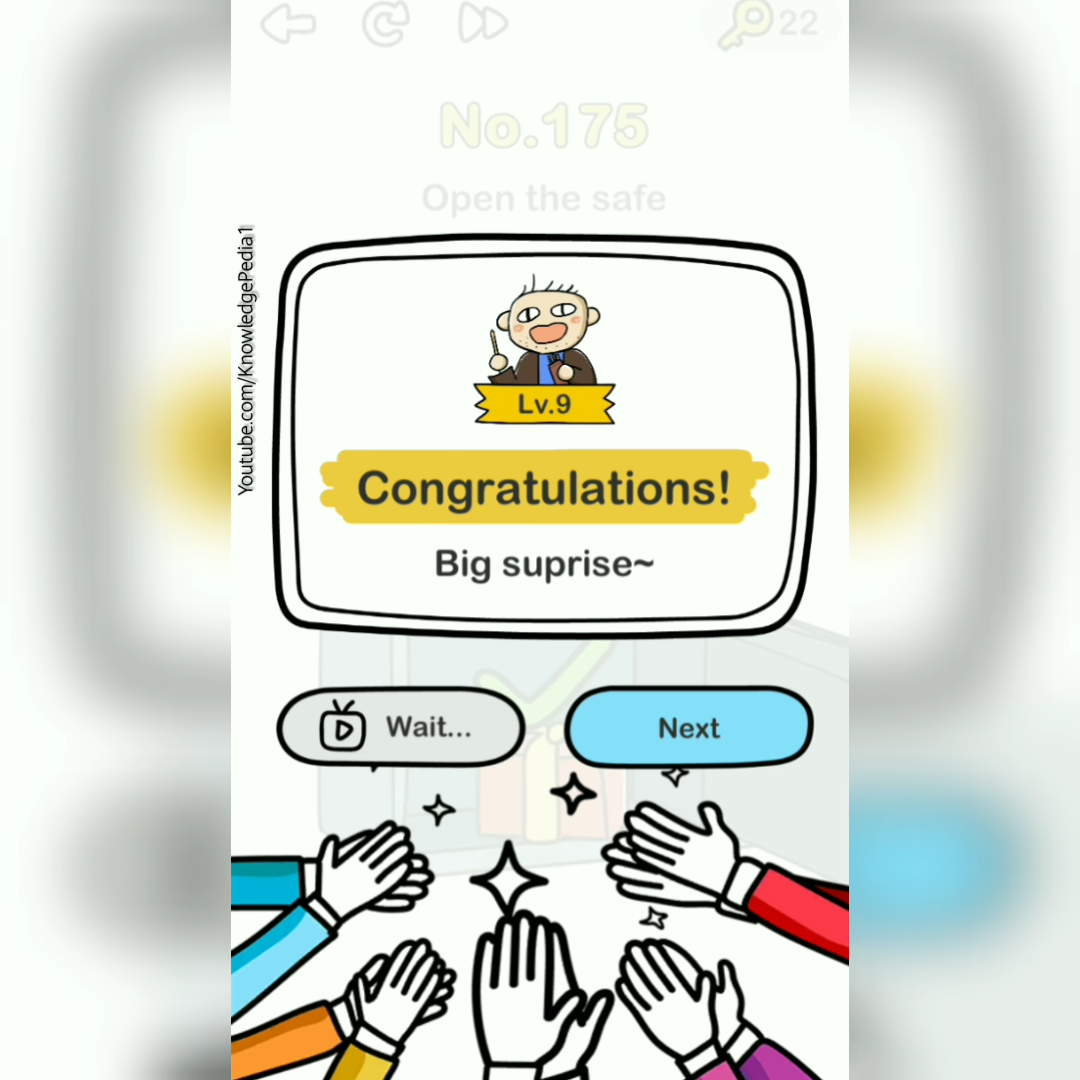 22
No.175
Open the safe
Youtube.com/KnowledgePedia1
Lv.9
Congratulations!
Big suprise~
Wait...
Next